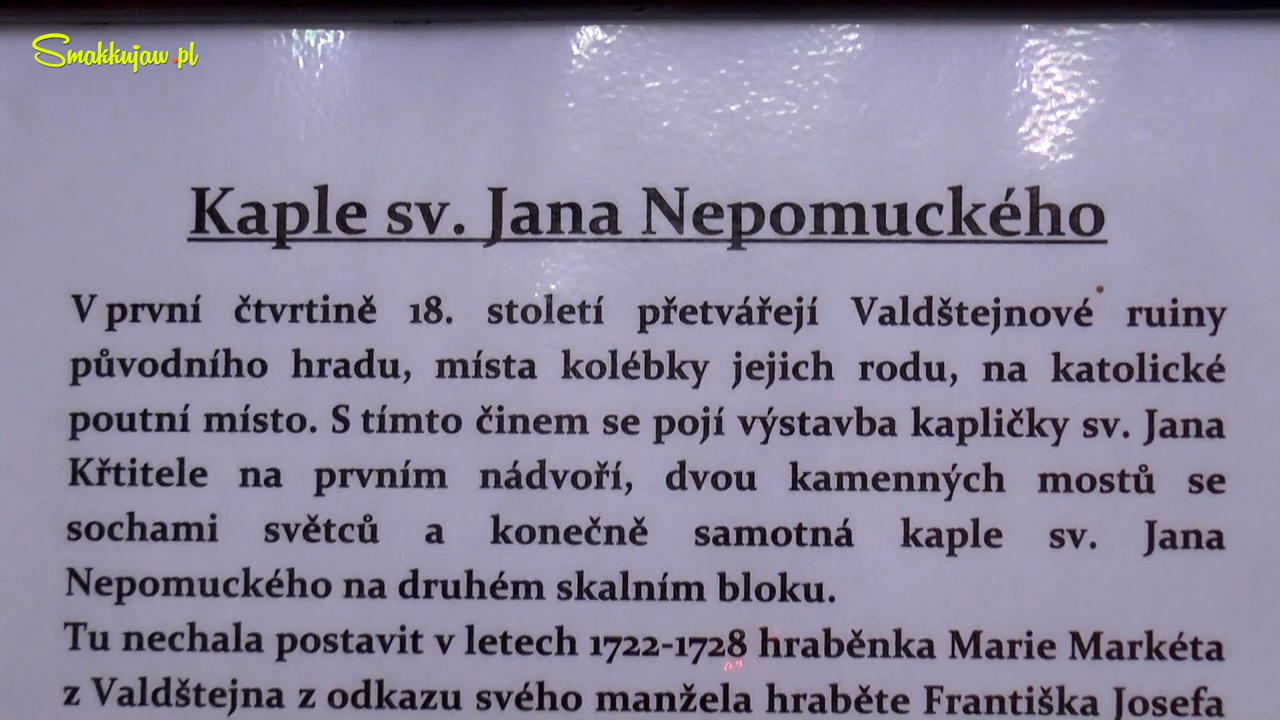 Smakkujaw.pl
Kaple sv. Jana Nepomuckého
V první čtvrtině 18. století přetvářejí Valdštejnové ruiny
původního hradu, místa kolébky jejich rodu, na katolické
poutní místo. S tímto činem se pojí výstavba kapličky sv. Jana
Křtitele na prvním nádvoří, dvou kamenných mostů se
sochami světců a konečně samotná kaple sv. Jana
Nepomuckého na druhém skalním bloku.
Tu nechala postavit v letech 1722-1728 hraběnka Marie Markéta
z Valdštejna z odkazu svého manžela hraběte Františka Josefa